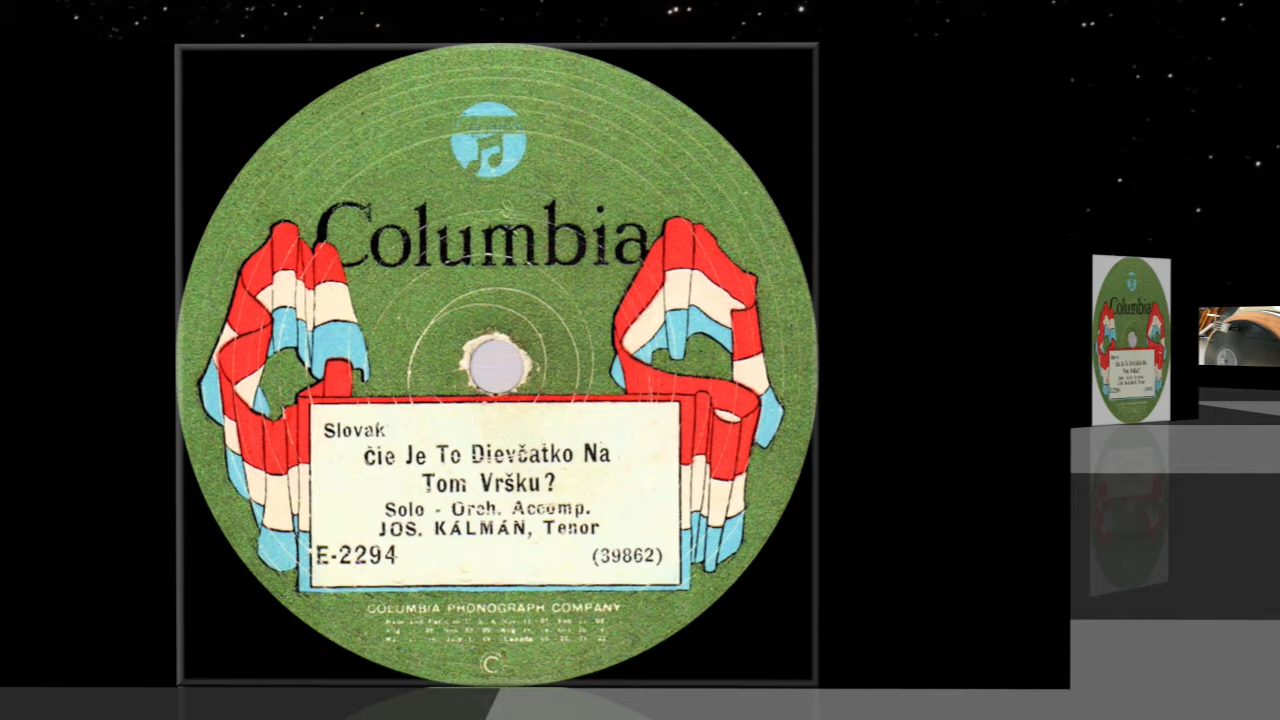 Columbia
Slovak
čie Je To Dievčatko Na
Tom Vršku?
Solo - Orch. Accomp.
JOS. KÁLMÁN, Tenor
E-2294 (39862)
COLUMBIA PHONOGRAPH COMPANY
C
Columbia